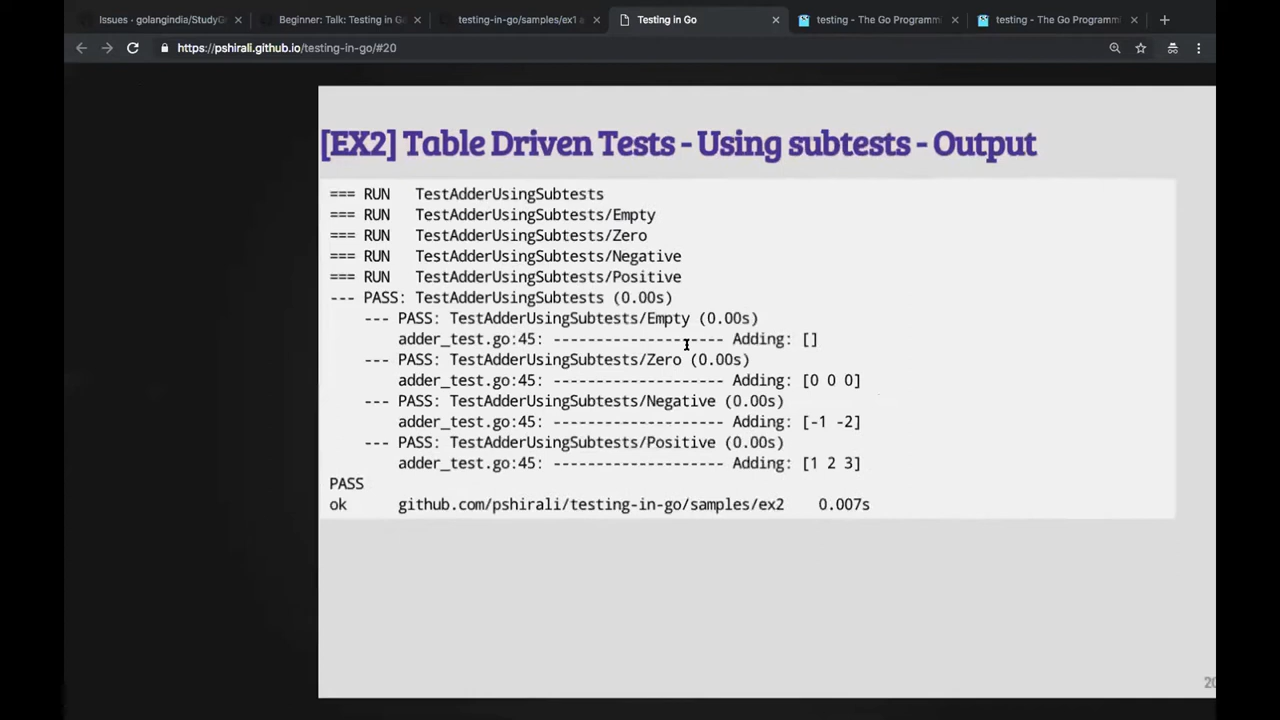 Issues · golangindia/StudyGr
Beginner: Talk: Testing in Go
testing-in-go/samples/ex1
Testing in Go
testing - The Go Programmi
testing - The Go Programmi
https://pshirali.github.io/testing-in-go/#20
[EX2] Table Driven Tests - Using subtests - Output
=== RUN   TestAdderUsingSubtests
=== RUN   TestAdderUsingSubtests/Empty
=== RUN   TestAdderUsingSubtests/Zero
=== RUN   TestAdderUsingSubtests/Negative
=== RUN   TestAdderUsingSubtests/Positive
--- PASS: TestAdderUsingSubtests (0.00s)
    --- PASS: TestAdderUsingSubtests/Empty (0.00s)
        adder_test.go:45: -------------------- Adding: []
    --- PASS: TestAdderUsingSubtests/Zero (0.00s)
        adder_test.go:45: -------------------- Adding: [0 0 0]
    --- PASS: TestAdderUsingSubtests/Negative (0.00s)
        adder_test.go:45: -------------------- Adding: [-1 -2]
    --- PASS: TestAdderUsingSubtests/Positive (0.00s)
        adder_test.go:45: -------------------- Adding: [1 2 3]
PASS
ok      github.com/pshirali/testing-in-go/samples/ex2    0.007s
20